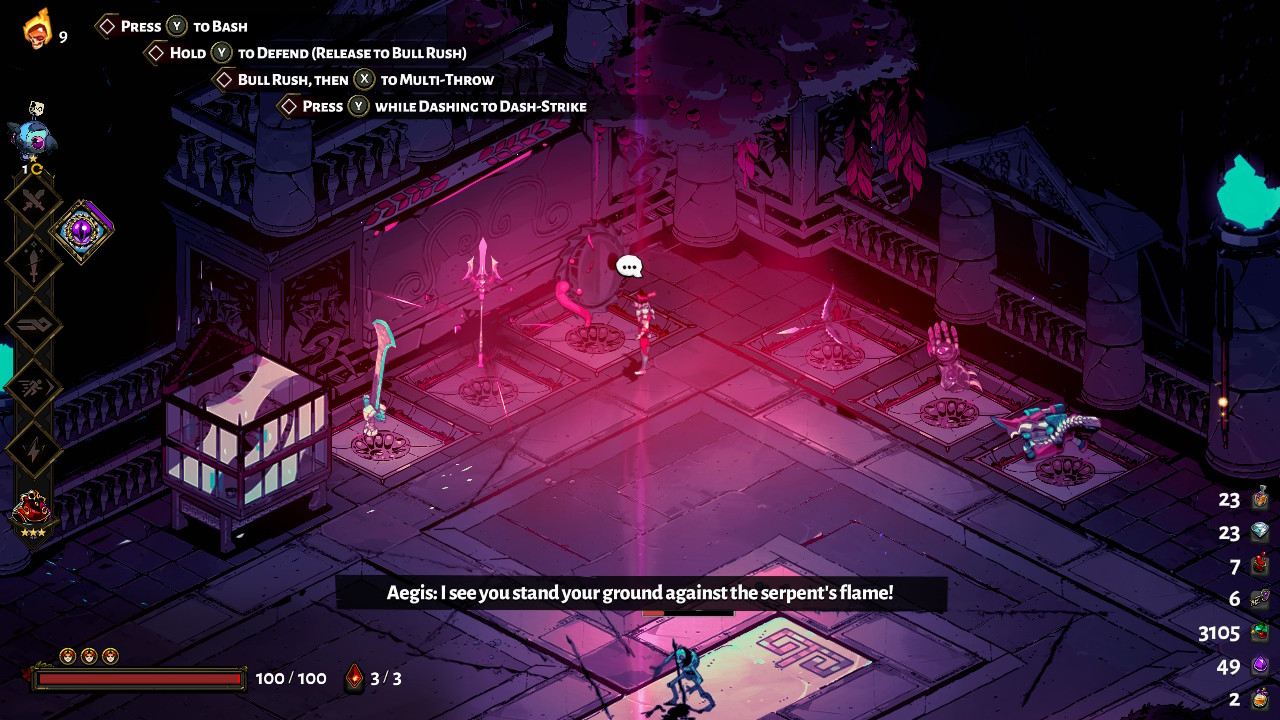 9
PRESS Y TO BASH
HOLD Y TO DEFEND (RELEASE TO BULL RUSH)
BULL RUSH, THEN X TO MULTI-THROW
PRESS Y WHILE DASHING TO DASH-STRIKE
1
23
23
7
6
3105
49
2
Aegis: I see you stand your ground against the serpent's flame!
100 / 100
3 / 3